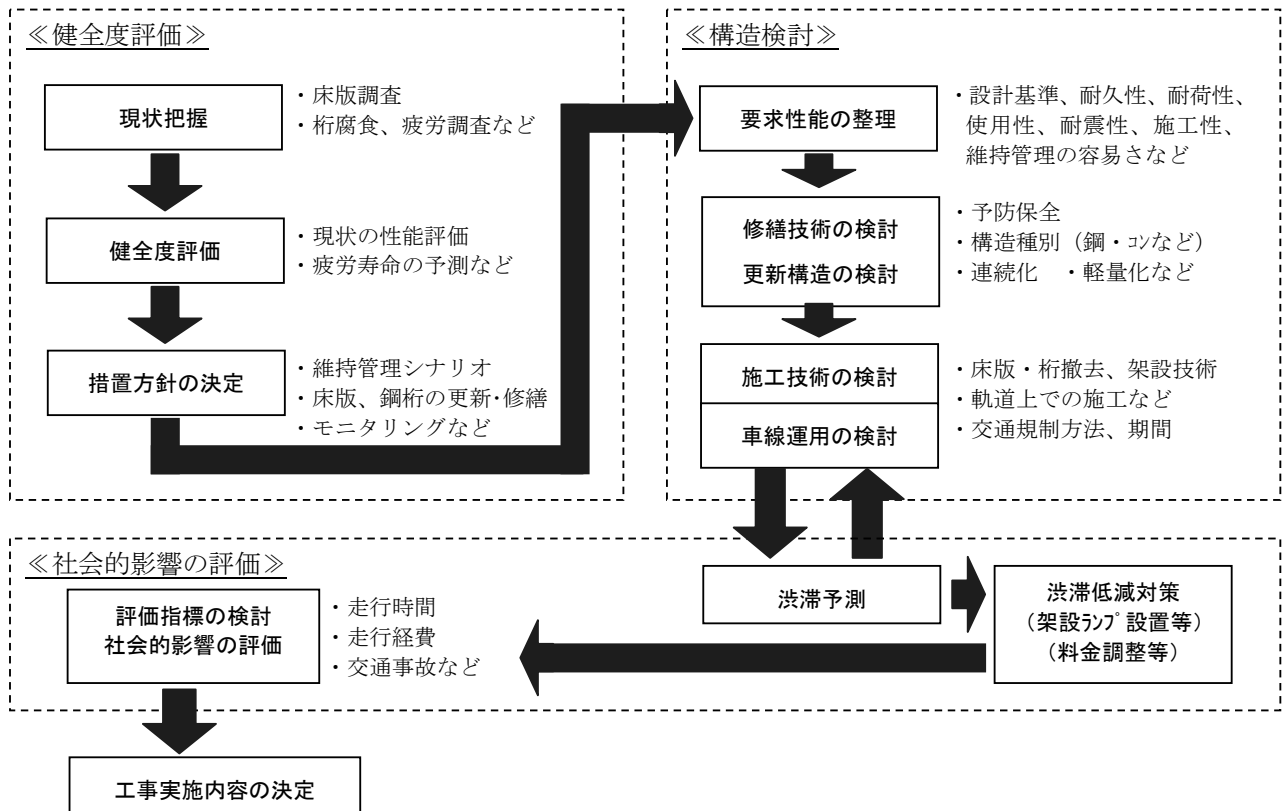 ≪健全度評価≫
現状把握
・床版調査
・桁腐食、疲労調査など
健全度評価
・現状の性能評価
・疲労寿命の予測など
措置方針の決定
・維持管理シナリオ
・床版、鋼桁の更新･修繕
・モニタリングなど
≪構造検討≫
要求性能の整理
・設計基準、耐久性、耐荷性、
使用性、耐震性、施工性、
維持管理の容易さなど
修繕技術の検討
更新構造の検討
・予防保全
・構造種別（鋼・ｺﾝなど）
・連続化　・軽量化など
施工技術の検討
車線運用の検討
・床版・桁撤去、架設技術
・軌道上での施工など
・交通規制方法、期間
≪社会的影響の評価≫
評価指標の検討
社会的影響の評価
・走行時間
・走行経費
・交通事故など
渋滞予測
渋滞低減対策
（架設ﾗﾝﾌﾟ設置等）
（料金調整等）
工事実施内容の決定